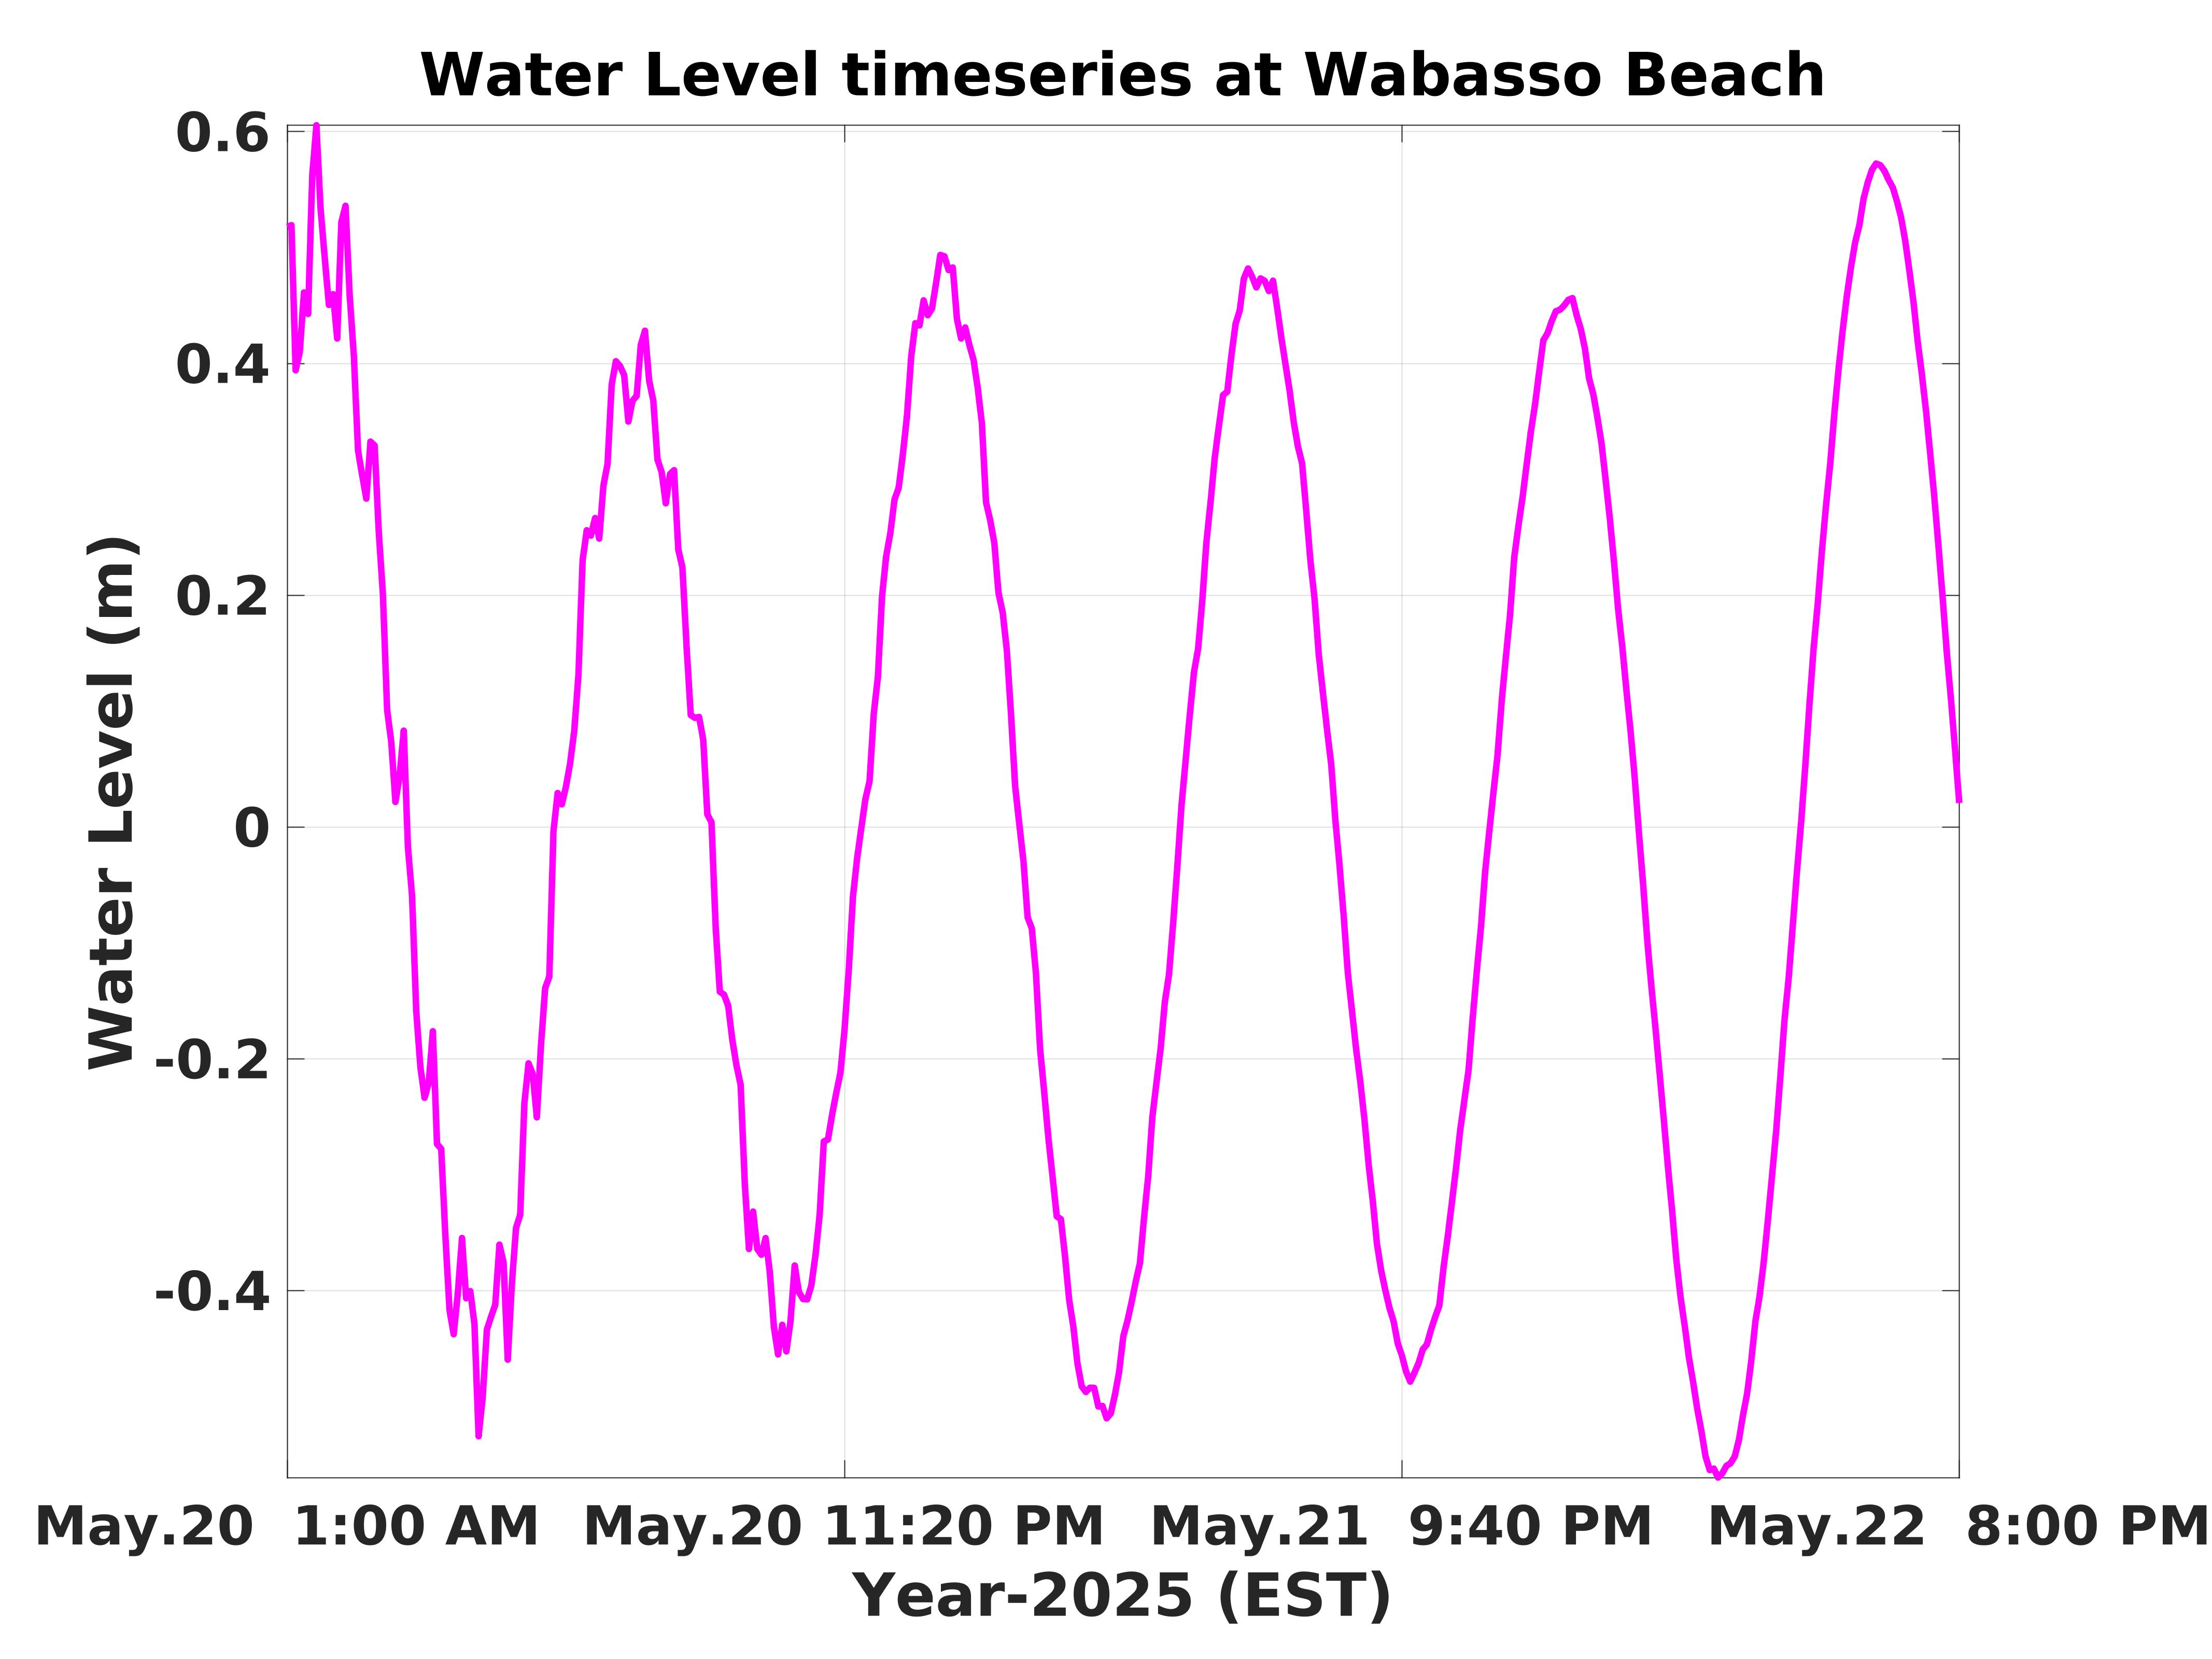 Water Level timeseries at Wabasso Beach
0.6
0.4
0.2
0
-0.2
-0.4
Water Level (m)
May.20 1:00 AM May.20 11:20 PM May.21 9:40 PM May.22 8:00 PM
Year-2025 (EST)